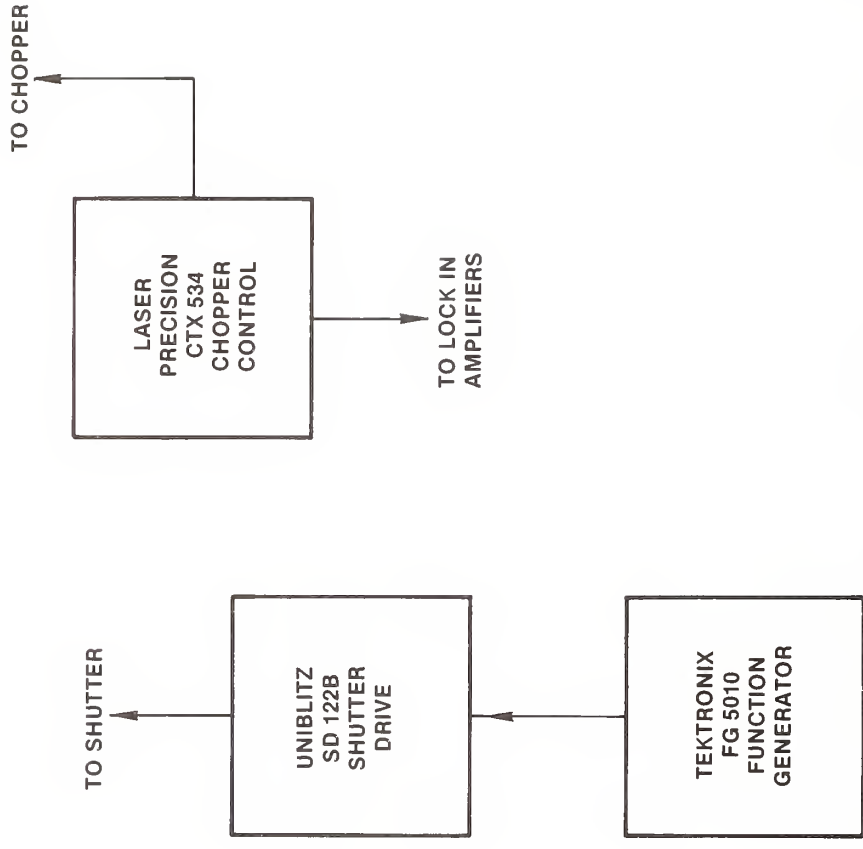 TO CHOPPER
LASER
PRECISION
CTX 534
CHOPPER
CONTROL
TO LOCK IN
AMPLIFIERS
TO SHUTTER
UNIBLITZ
SD 122B
SHUTTER
DRIVE
TEKTRONIX
FG 5010
FUNCTION
GENERATOR